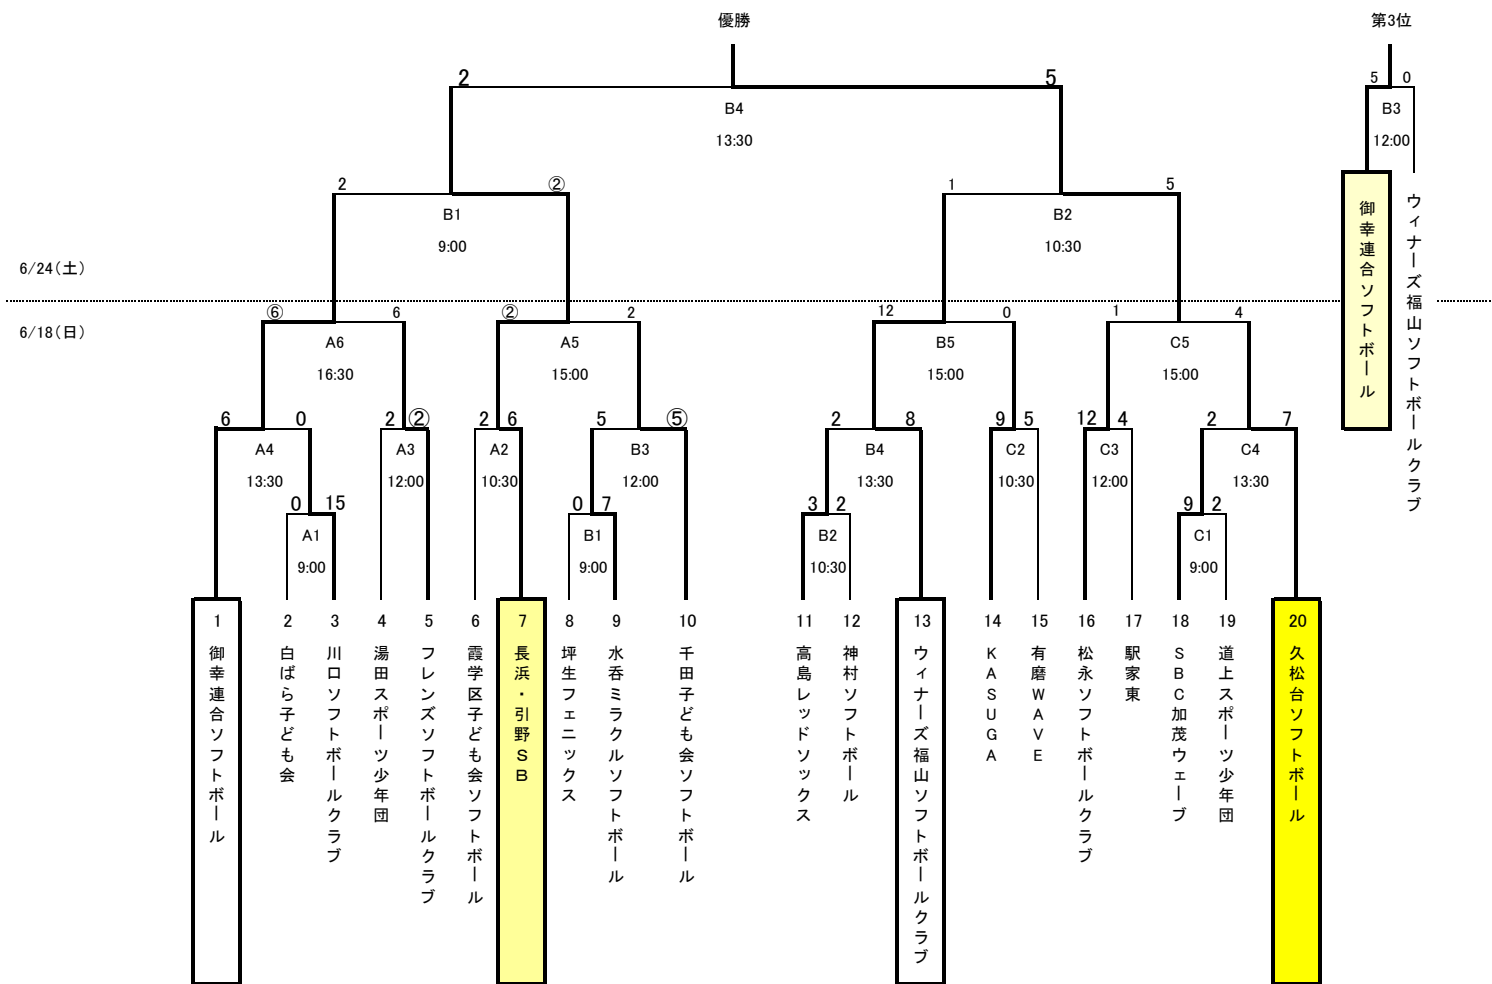 優勝
第3位
2
5
5
0
B4
13:30
B3
12:00
2
②
1
5
B1
9:00
B2
10:30
御幸連合ソフトボール
ウィナーズ福山ソフトボールクラブ
6/24(土)
6/18(日)
⑥
6
②
2
12
0
1
4
A6
16:30
A5
15:00
B5
15:00
C5
15:00
6
0
2
②
2
6
5
⑤
2
8
9
5
12
4
2
7
A4
13:30
A3
12:00
A2
10:30
B3
12:00
B4
13:30
C2
10:30
C3
12:00
C4
13:30
0
15
0
7
3
2
9
2
A1
9:00
B1
9:00
B2
10:30
C1
9:00
1 御幸連合ソフトボール
2 白ばら子ども会
3 川口ソフトボールクラブ
4 湯田スポーツ少年団
5 フレンズソフトボールクラブ
6 霞学区子ども会ソフトボール
7 長浜・引野SB
8 坪生フェニックス
9 水呑ミラクルソフトボール
10 千田子ども会ソフトボール
11 高島レッドソックス
12 神村ソフトボール
13 ウィナーズ福山ソフトボールクラブ
14 KASUGA
15 有磨WAVE
16 松永ソフトボールクラブ
17 駅家東
18 SBC加茂ウェーブ
19 道上スポーツ少年団
20 久松台ソフトボール